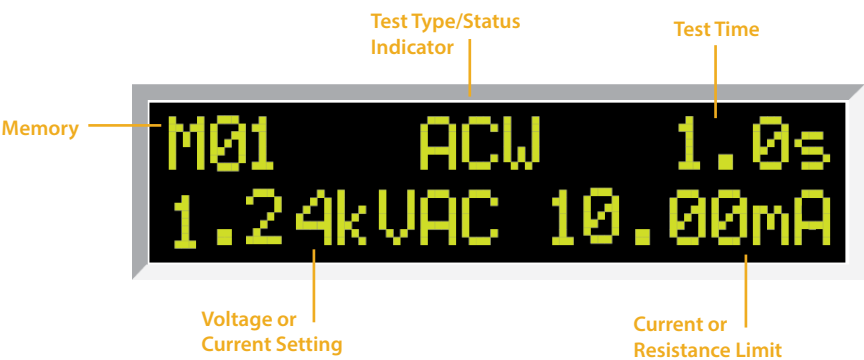 Test Type/Status
Indicator
Test Time
Memory
M01 ACW 1.0s
1.24kVAC 10.00mA
Voltage or
Current Setting
Current or
Resistance Limit